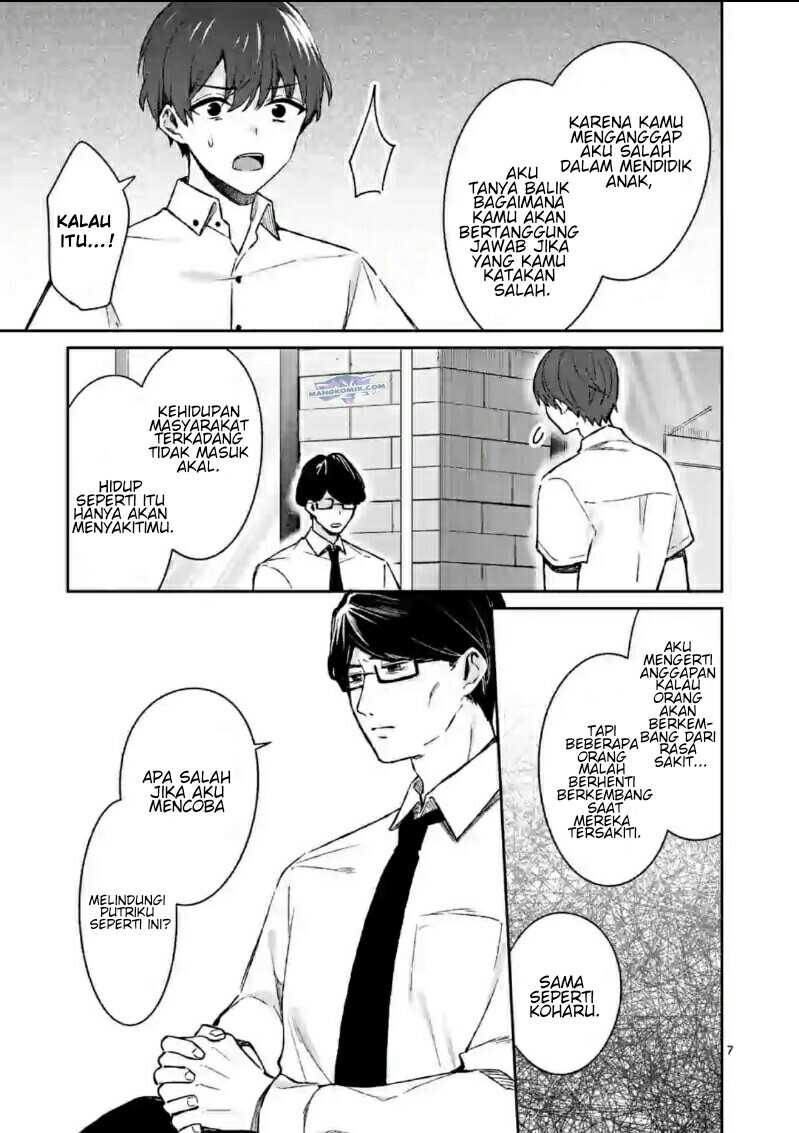 KARENA KAMU
MENGANGGAP
AKU SALAH
DALAM MENDIDIK
ANAK,
AKU
TANYA BALIK
BAGAIMANA
KAMU AKAN
BERTANGGUNG
JAWAB JIKA
YANG KAMU
KATAKAN
SALAH.
KALAU
ITU...!
MANGKOMIK.COM
KEHIDUPAN
MASYARAKAT
TERKADANG
TIDAK MASUK
AKAL.
HIDUP
SEPERTI ITU
HANYA AKAN
MENYAKITIMU.
AKU
MENGERTI
ANGGAPAN
KALAU
ORANG
AKAN
BERKEM-
BANG DARI
RASA
SAKIT...
TAPI
BEBERAPA
ORANG
MALAH
BERHENTI
BERKEMBANG
SAAT
MEREKA
TERSAKITI.
SAMA
SEPERTI
KOHARU.
APA SALAH
JIKA AKU
MENCOBA
MELINDUNGI
PUTRIKU
SEPERTI INI?
7